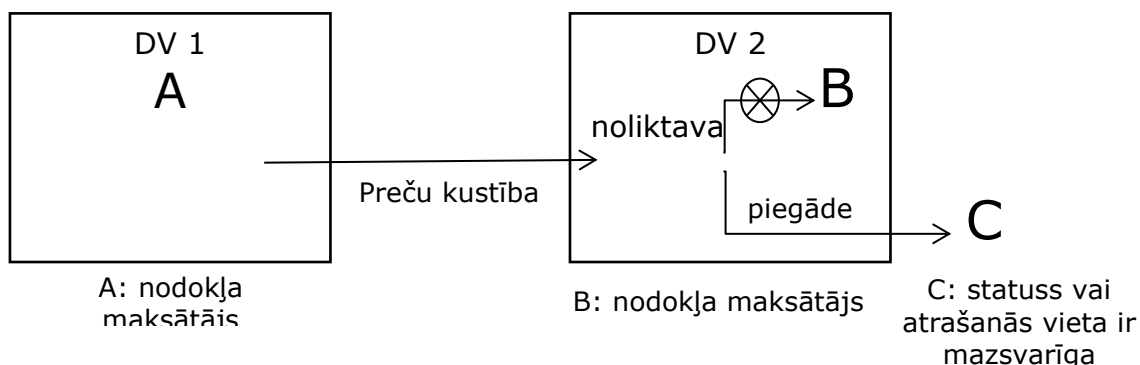 DV 1
A
DV 2
B
noliktava
Preču kustība
piegāde
C
A: nodokļa
maksātājs
B: nodokļa maksātājs
C: statuss vai
atrašanās vieta ir
mazsvarīga